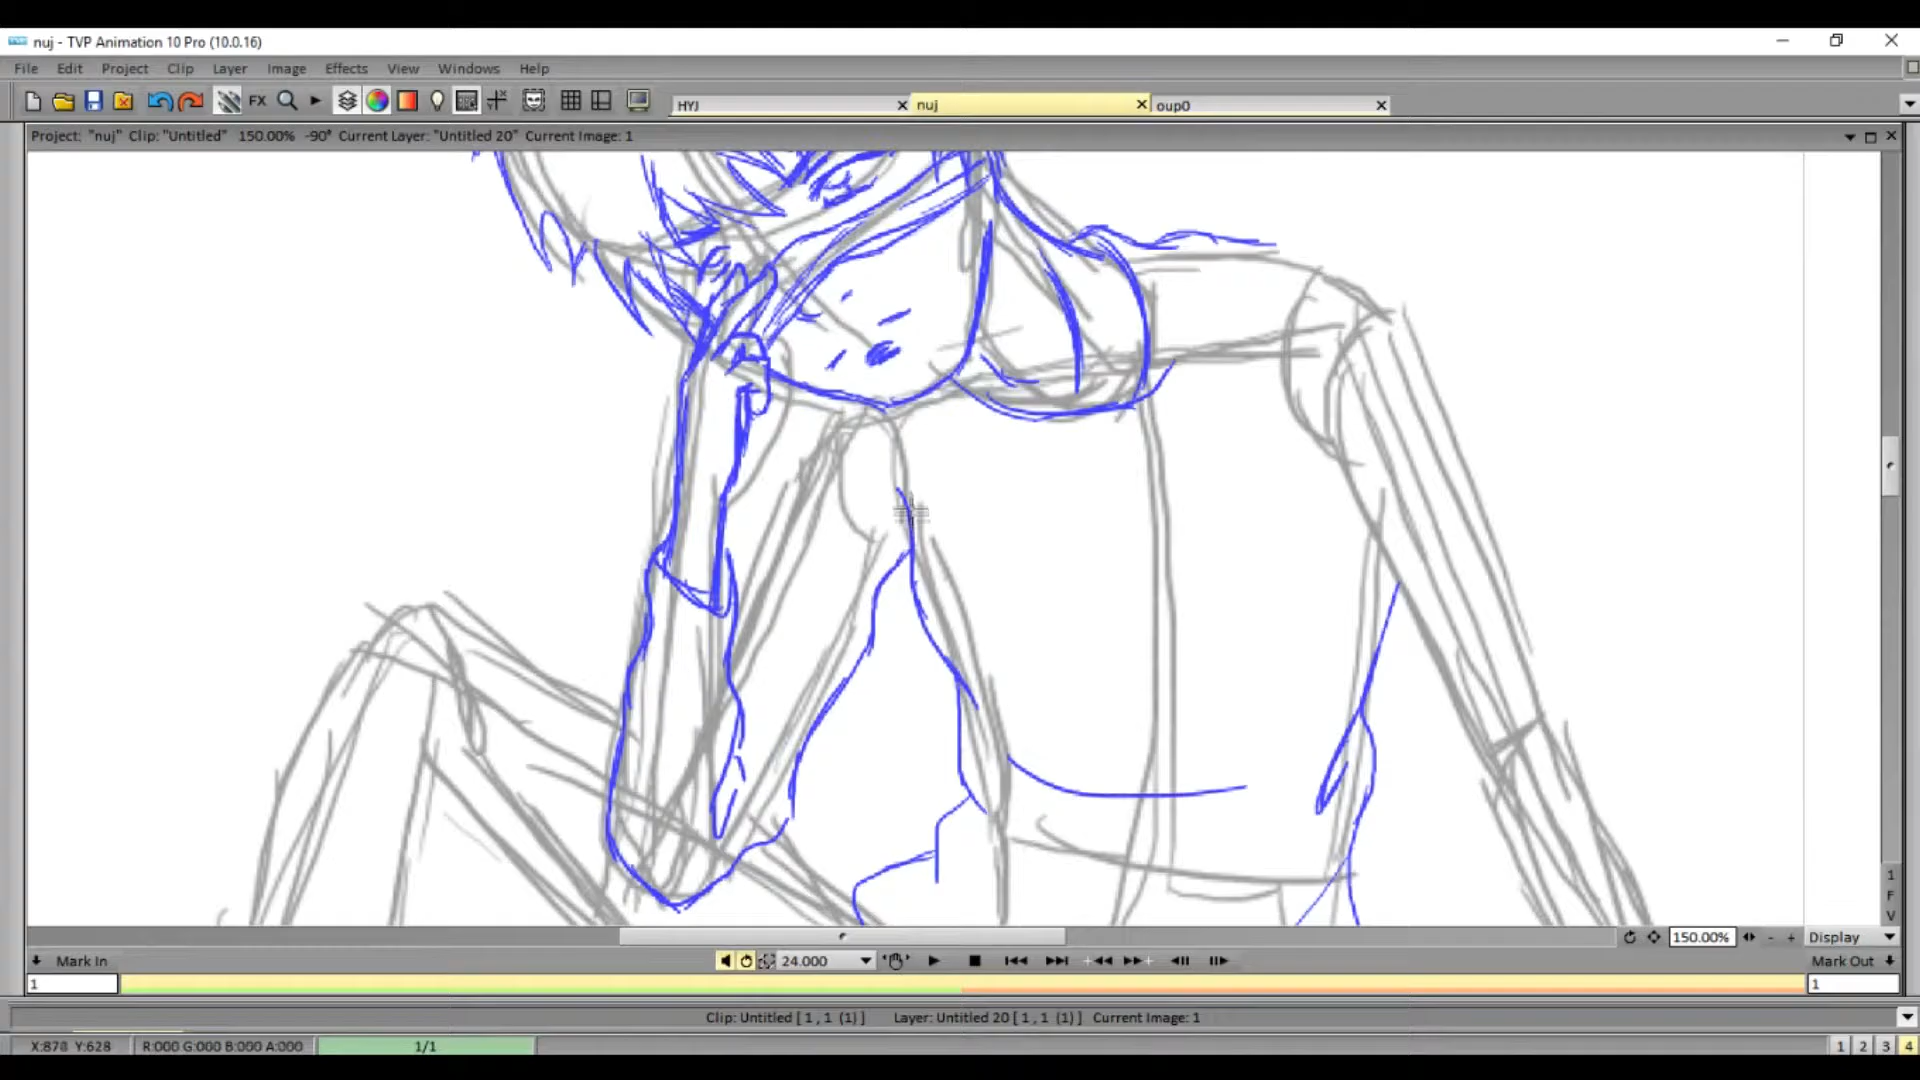 nuj - TVP Animation 10 Pro (10.0.16)
File Edit Project Clip Layer Image Effects View Windows Help
FX HYJ nuj oup0
Project: "nuj" Clip: "Untitled" 150.00% -90° Current Layer: "Untitled 20" Current Image: 1
1
F
V
150.00% - + Display
Mark In 24.000 Mark Out
1 1
Clip: Untitled [ 1 , 1 (1) ] Layer: Untitled 20 [ 1 , 1 (1) ] Current Image: 1
X:878 Y:628 R:000 G:000 B:000 A:000 1/1 1 2 3 4